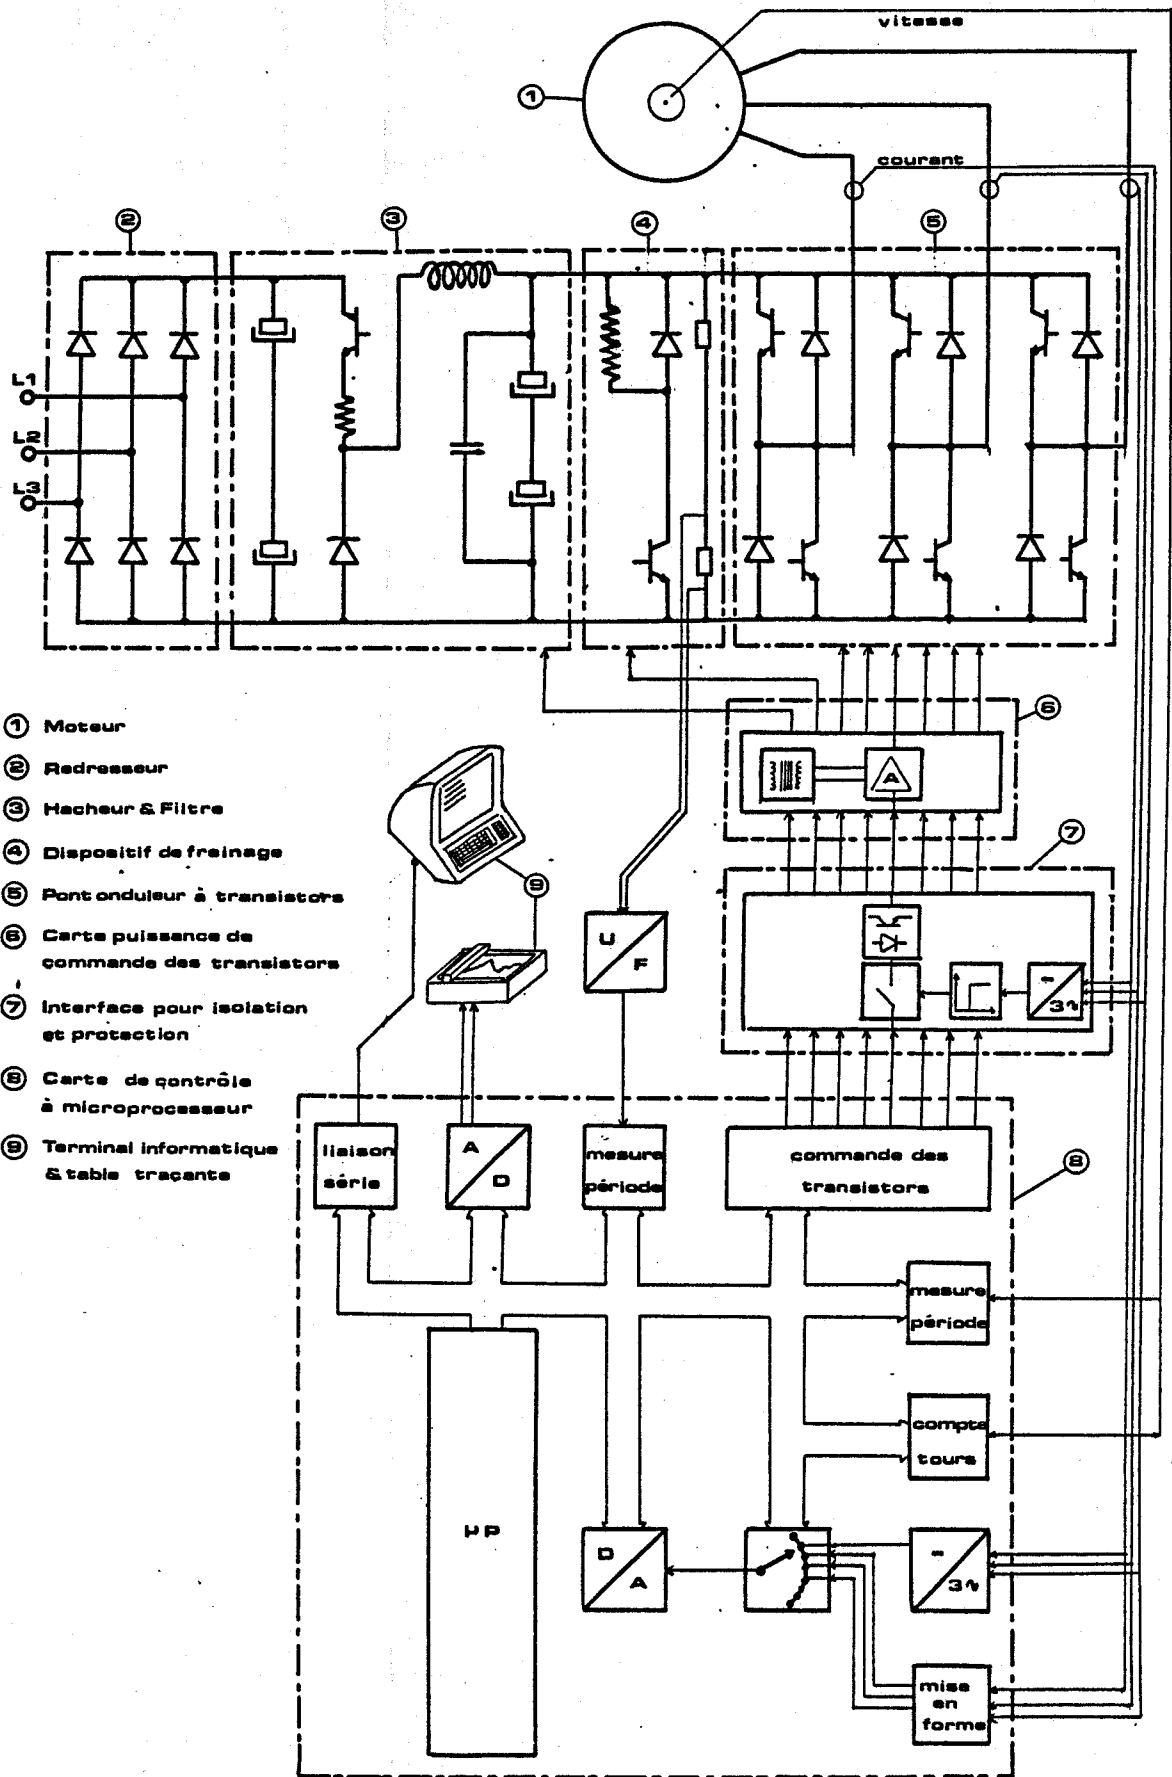 vitesse
1
courant
2
3
4
5
L1
L2
L3
6
1 Moteur
2 Redresseur
3 Hacheur & Filtre
A
7
4 Dispositif de freinage
9
5 Pont onduleur à transistors
6 Carte puissance de
commande des transistors
U
F
7 Interface pour isolation
et protection
-
3∿
8 Carte de contrôle
à microprocesseur
9 Terminal informatique
& table traçante
liaison
série
A
D
mesure
période
commande des
transistors
8
mesure
période
compte
tours
µP
D
A
-
3∿
mise
en
forme